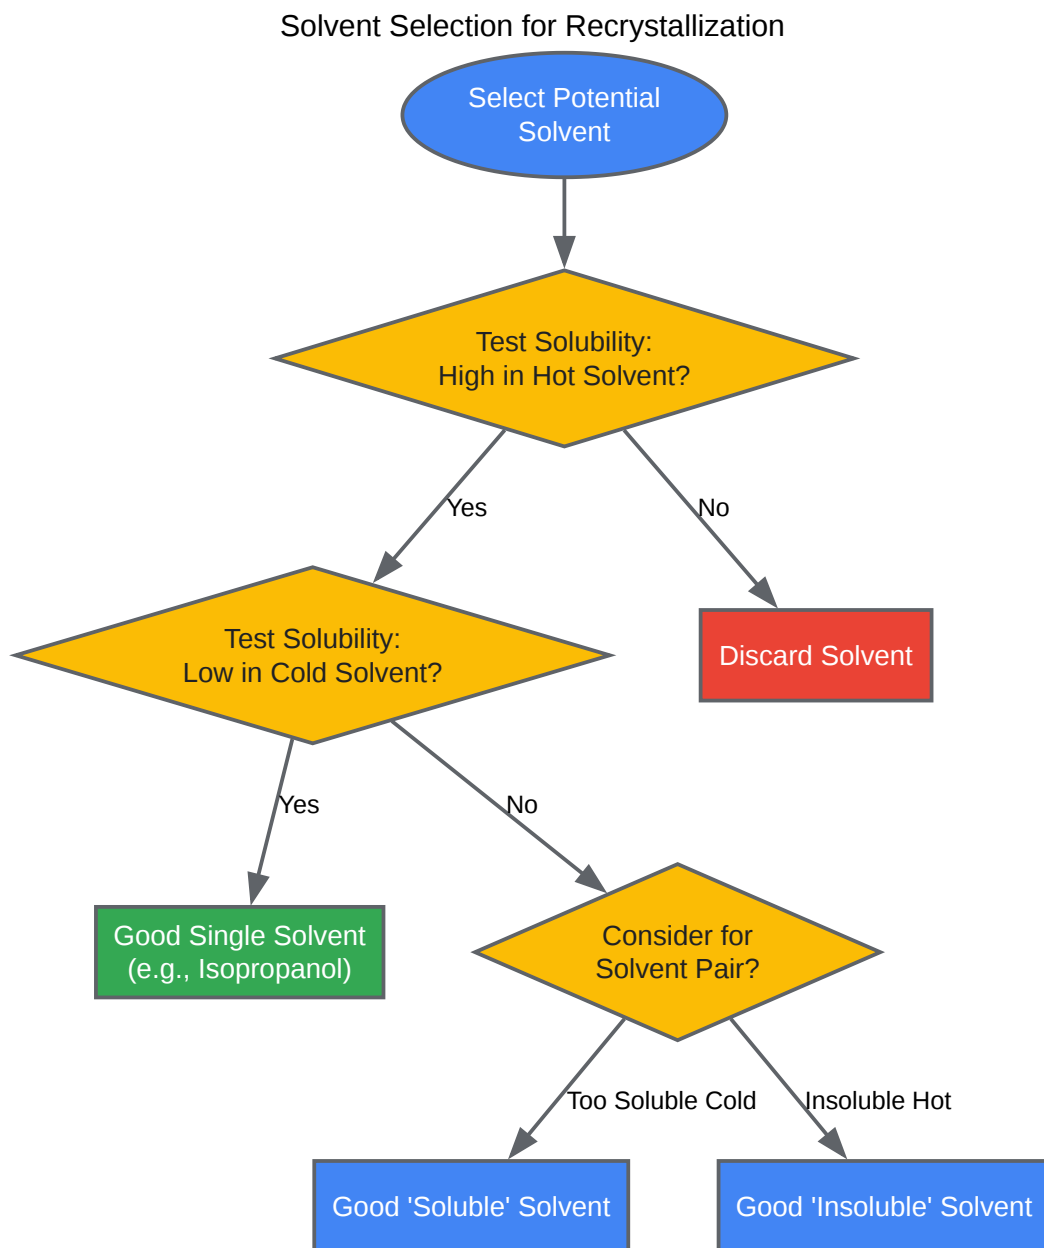 Solvent Selection for Recrystallization
Select Potential
Solvent
Test Solubility:
High in Hot Solvent?
Yes
No
Test Solubility:
Low in Cold Solvent?
Discard Solvent
Yes
No
Good Single Solvent
(e.g., Isopropanol)
Consider for
Solvent Pair?
Too Soluble Cold
Insoluble Hot
Good 'Soluble' Solvent
Good 'Insoluble' Solvent